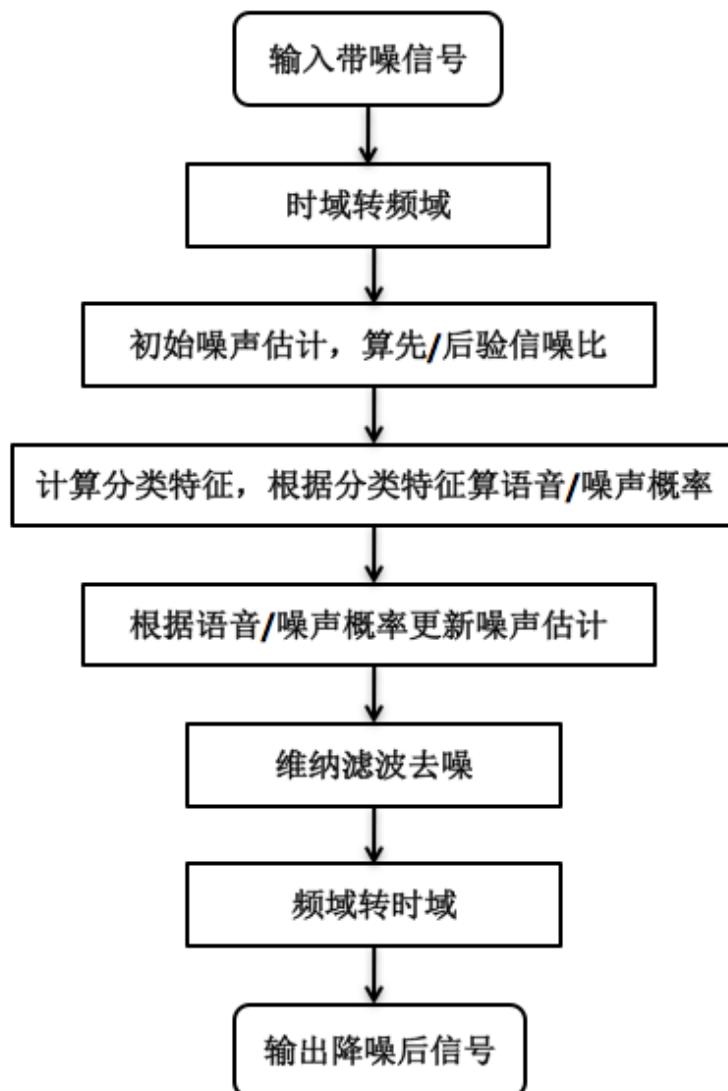 输入带噪信号
时域转频域
初始噪声估计，算先/后验信噪比
计算分类特征，根据分类特征算语音/噪声概率
根据语音/噪声概率更新噪声估计
维纳滤波去噪
频域转时域
输出降噪后信号